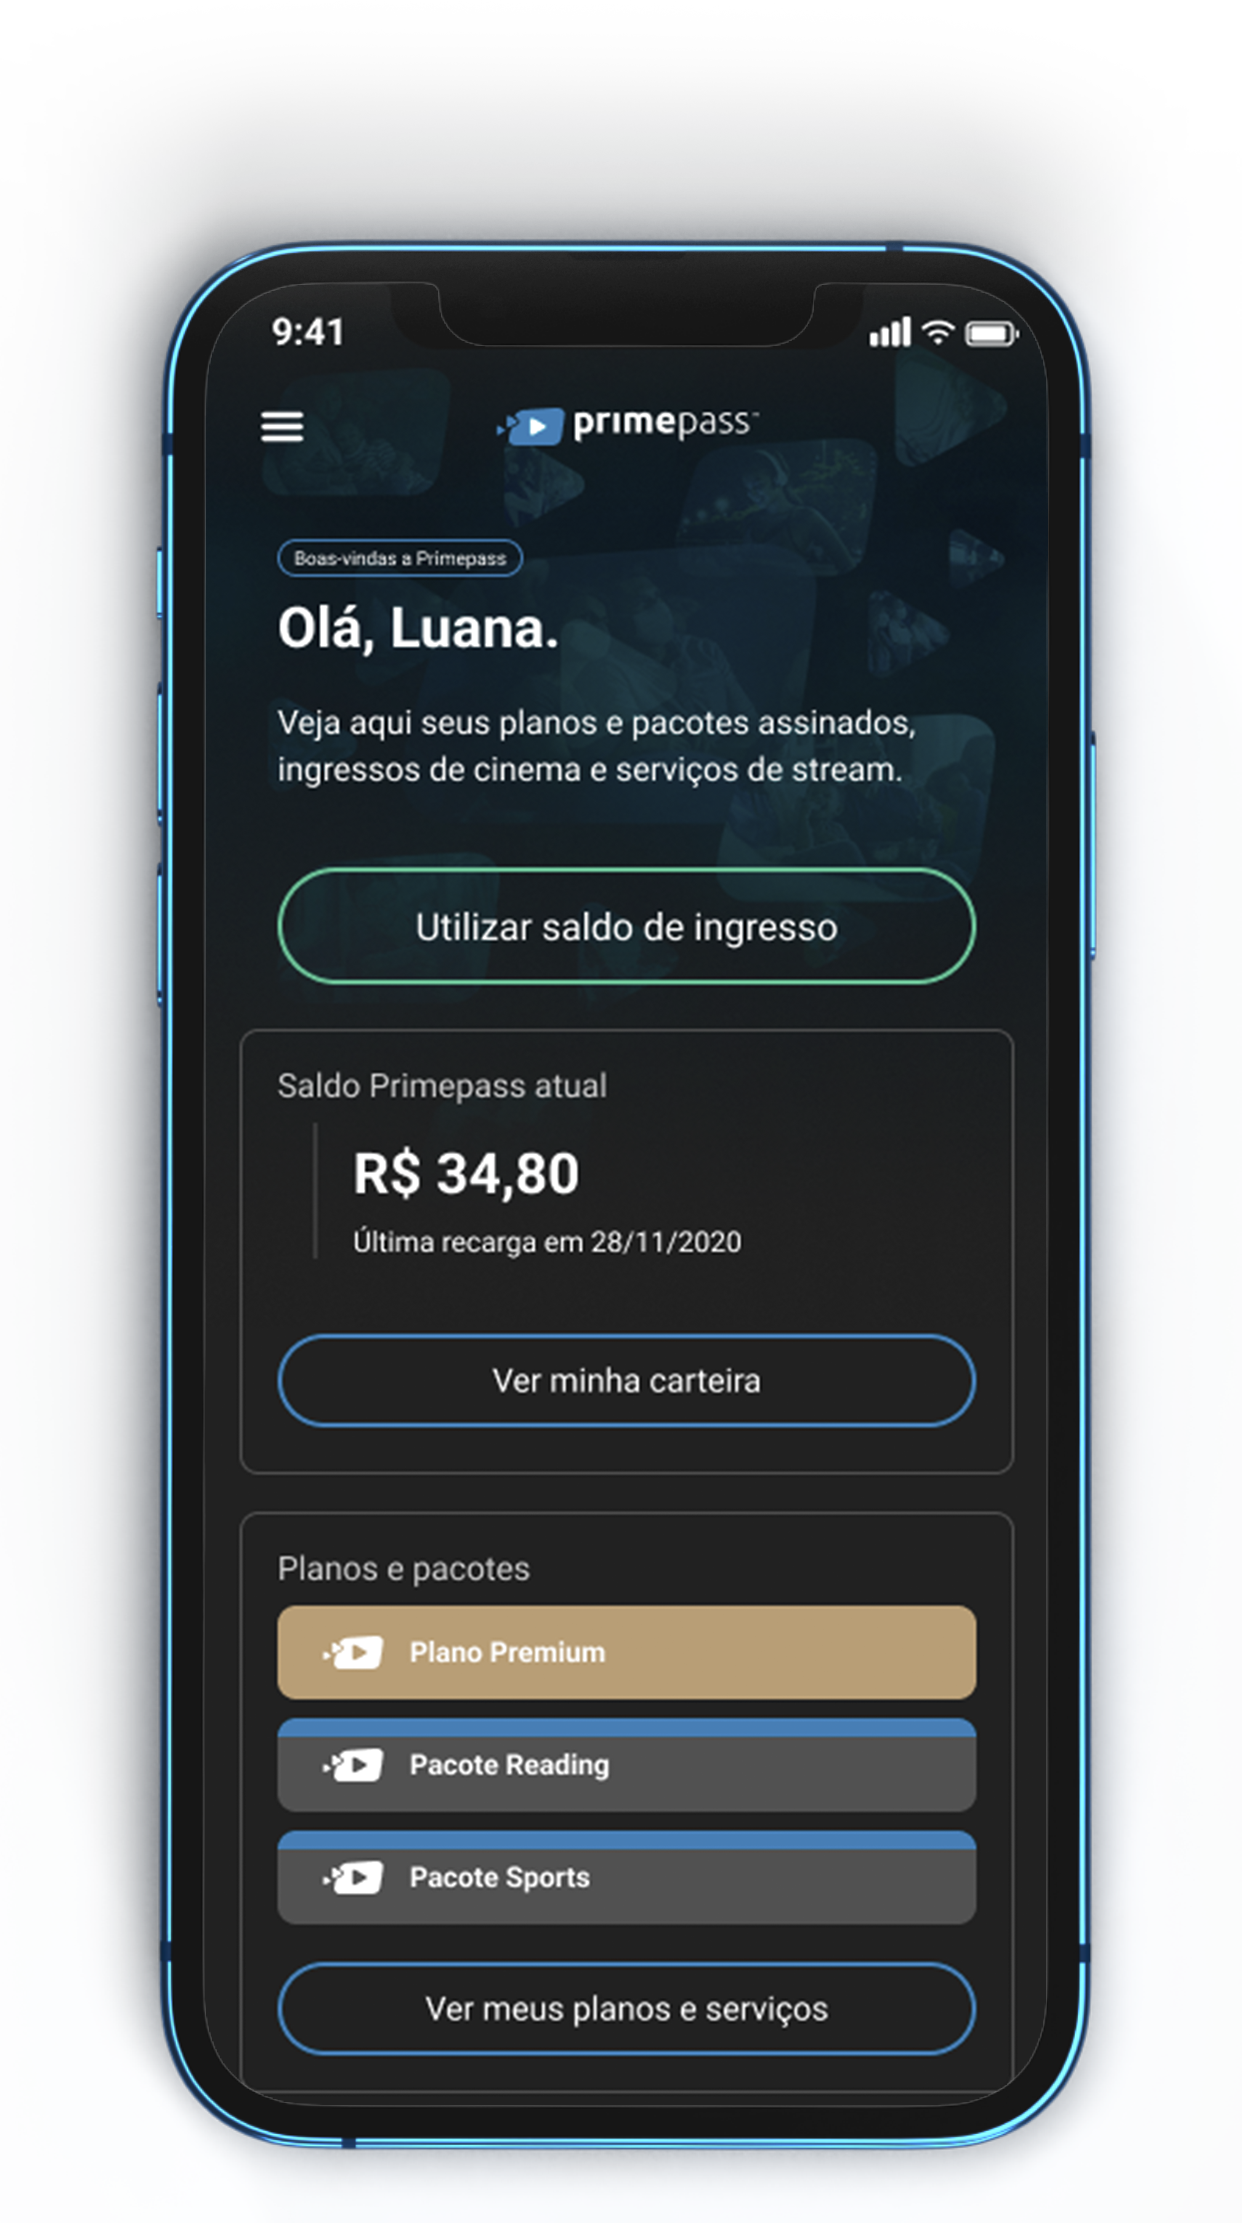 9:41
primepass™
Boas-vindas a Primepass
Olá, Luana.
Veja aqui seus planos e pacotes assinados,
ingressos de cinema e serviços de stream.
Utilizar saldo de ingresso
Saldo Primepass atual
R$ 34,80
Última recarga em 28/11/2020
Ver minha carteira
Planos e pacotes
Plano Premium
Pacote Reading
Pacote Sports
Ver meus planos e serviços